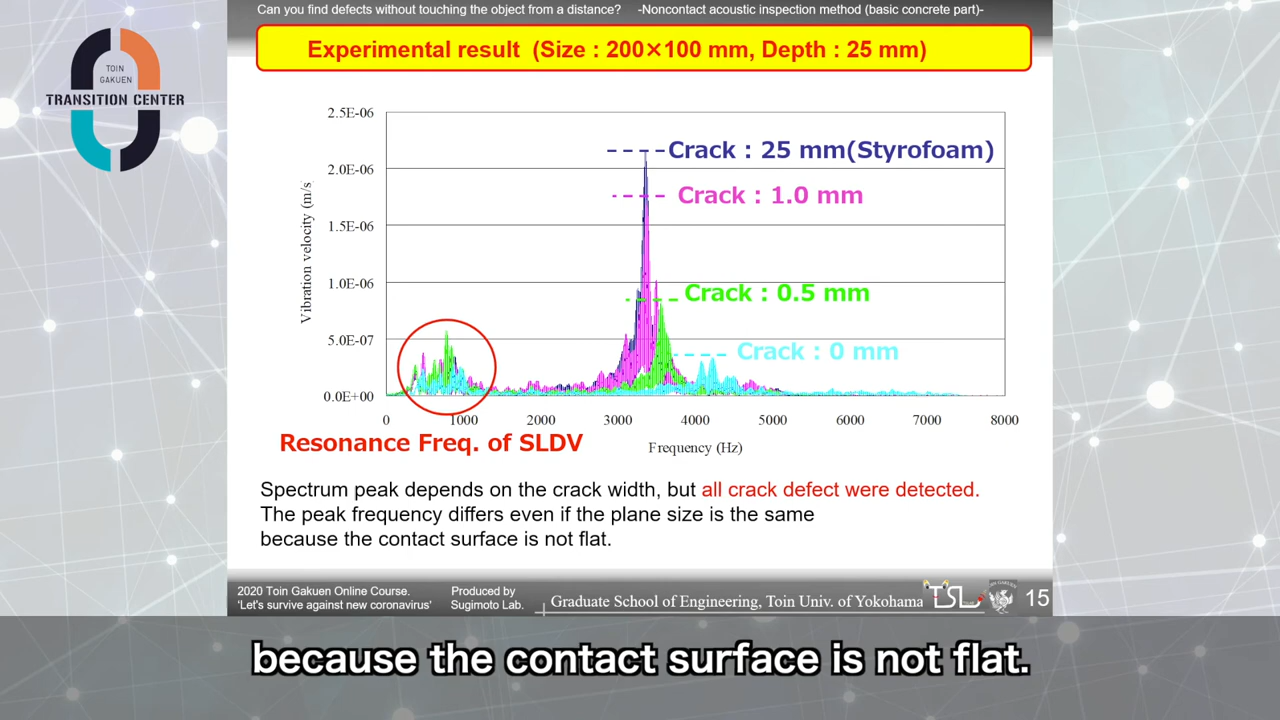 Can you find defects without touching the object from a distance? -Noncontact acoustic inspection method (basic concrete part)-
Experimental result (Size : 200×100 mm, Depth : 25 mm)
TOIN
GAKUEN
TRANSITION CENTER
2.5E-06
2.0E-06
1.5E-06
1.0E-06
5.0E-07
0.0E+00
Vibration velocity (m/s
Crack : 25 mm(Styrofoam)
Crack : 1.0 mm
Crack : 0.5 mm
Crack : 0 mm
0 1000 2000 3000 4000 5000 6000 7000 8000
Frequency (Hz)
Resonance Freq. of SLDV
Spectrum peak depends on the crack width, but all crack defect were detected.
The peak frequency differs even if the plane size is the same
because the contact surface is not flat.
2020 Toin Gakuen Online Course.
'Let's survive against new coronavirus'
Produced by
Sugimoto Lab.
Graduate School of Engineering, Toin Univ. of Yokohama
TSL
15
because the contact surface is not flat.